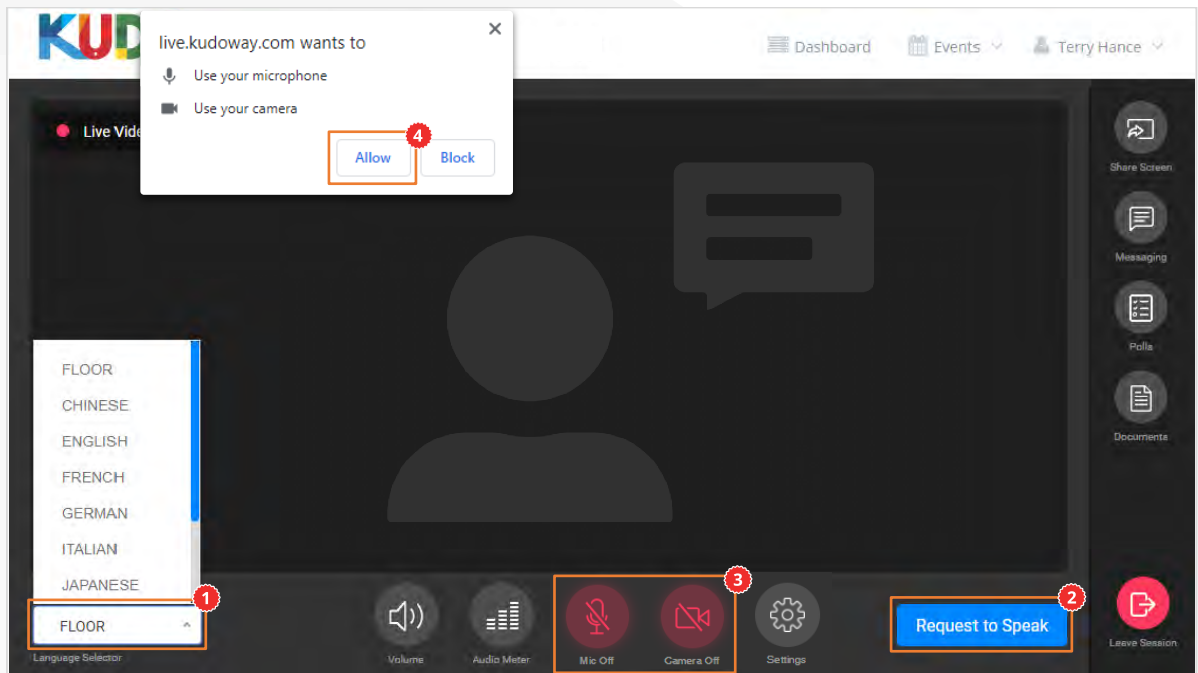 KUD
live.kudoway.com wants to
Use your microphone
Use your camera
Allow
Block
4
Dashboard
Events
Terry Hance
Live Vide
Share Screen
Messaging
Polls
Documents
FLOOR
CHINESE
ENGLISH
FRENCH
GERMAN
ITALIAN
JAPANESE
1
FLOOR
Language Selector
Volume
Audio Meter
3
Mic Off
Camera Off
Settings
2
Request to Speak
Leave Session